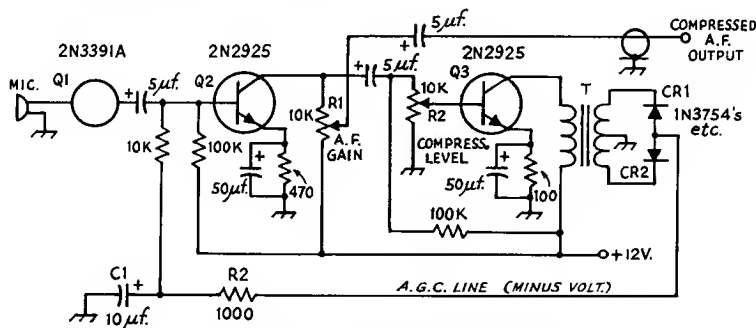 5µf.
COMPRESSED
A.F.
OUTPUT
2N3391A
2N2925
2N2925
Q1
Q2
5µf.
Q3
MIC.
5µf.
10K
R1
A.F.
GAIN
10K
R2
COMPRESS.
LEVEL
T
CR1
1N3754's
etc.
CR2
10K
100K
50µf.
470
50µf.
100
100K
+12V.
C1
10µf.
R2
1000
A.G.C. LINE (MINUS VOLT.)
+
+
+
+
+
+